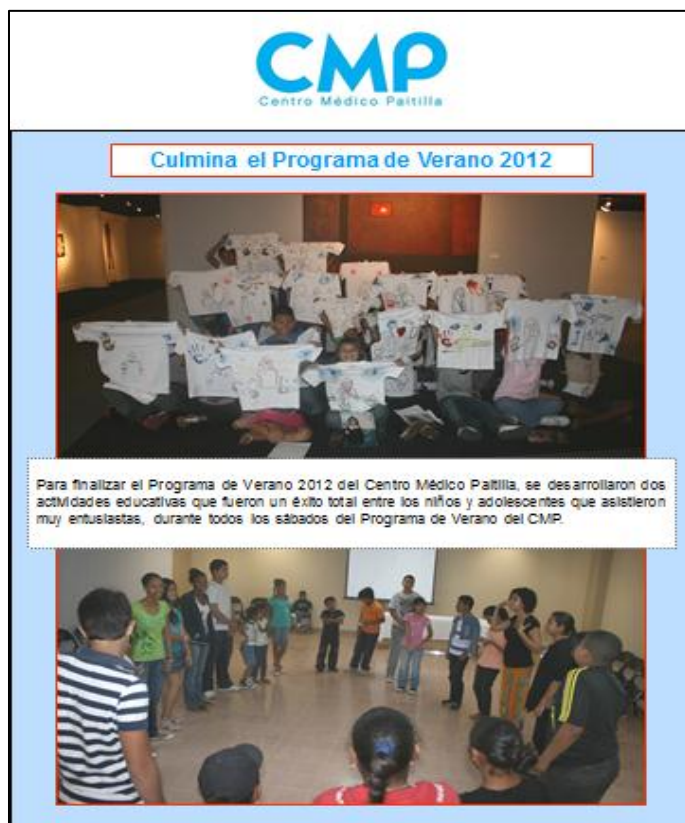 CMP
Centro Médico Paitilla
Culmina el Programa de Verano 2012
Para finalizar el Programa de Verano 2012 del Centro Médico Paitilla, se desarrollaron dos
actividades educativas que fueron un éxito total entre los niños y adolescentes que asistieron
muy entusiastas, durante todos los sábados del Programa de Verano del CMP.